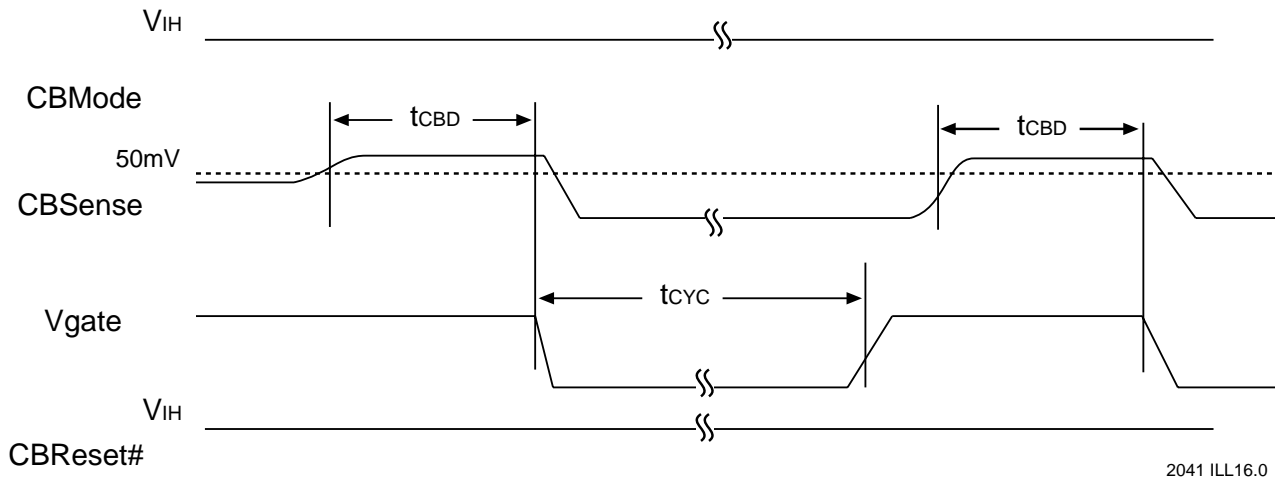 VIH
CBMode
tCBD
tCBD
50mV
CBSense
tCYC
Vgate
VIH
CBReset#
2041 ILL16.0